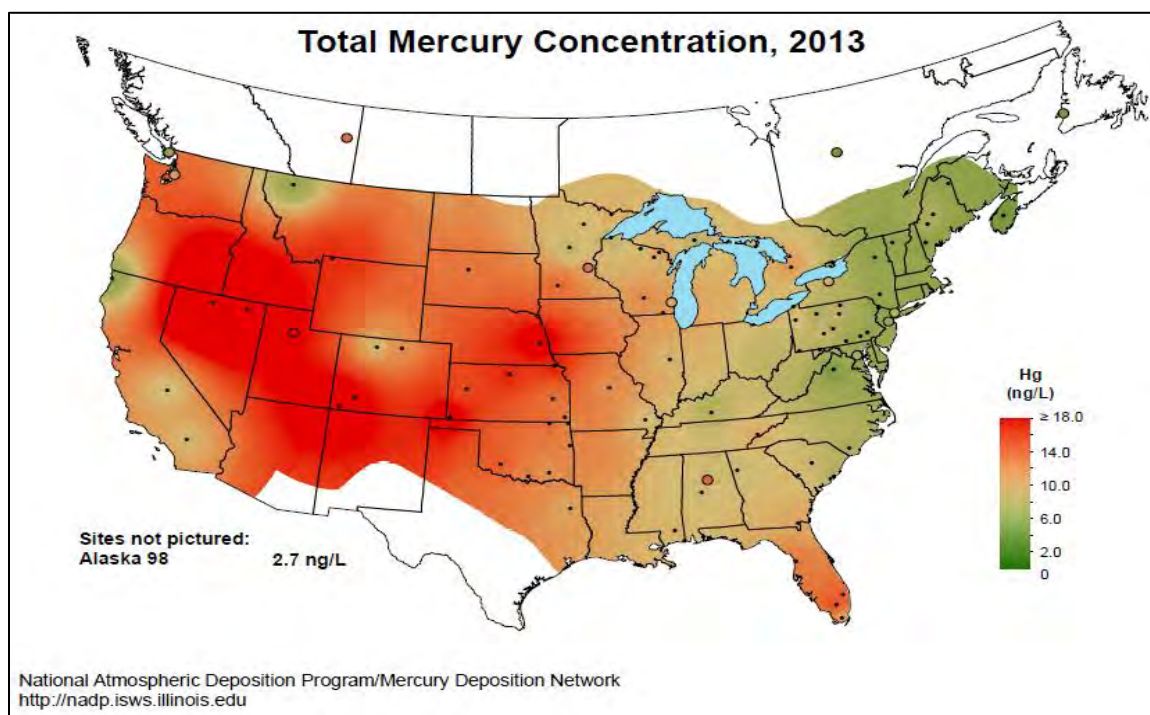 Total Mercury Concentration, 2013
Hg
(ng/L)
≥ 18.0
14.0
10.0
6.0
2.0
0
Sites not pictured:
Alaska 98 2.7 ng/L
National Atmospheric Deposition Program/Mercury Deposition Network
http://nadp.isws.illinois.edu